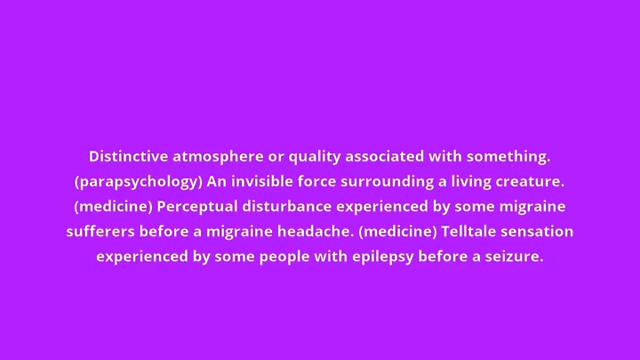 Distinctive atmosphere or quality associated with something.
(parapsychology) An invisible force surrounding a living creature.
(medicine) Perceptual disturbance experienced by some migraine
sufferers before a migraine headache. (medicine) Telltale sensation
experienced by some people with epilepsy before a seizure.